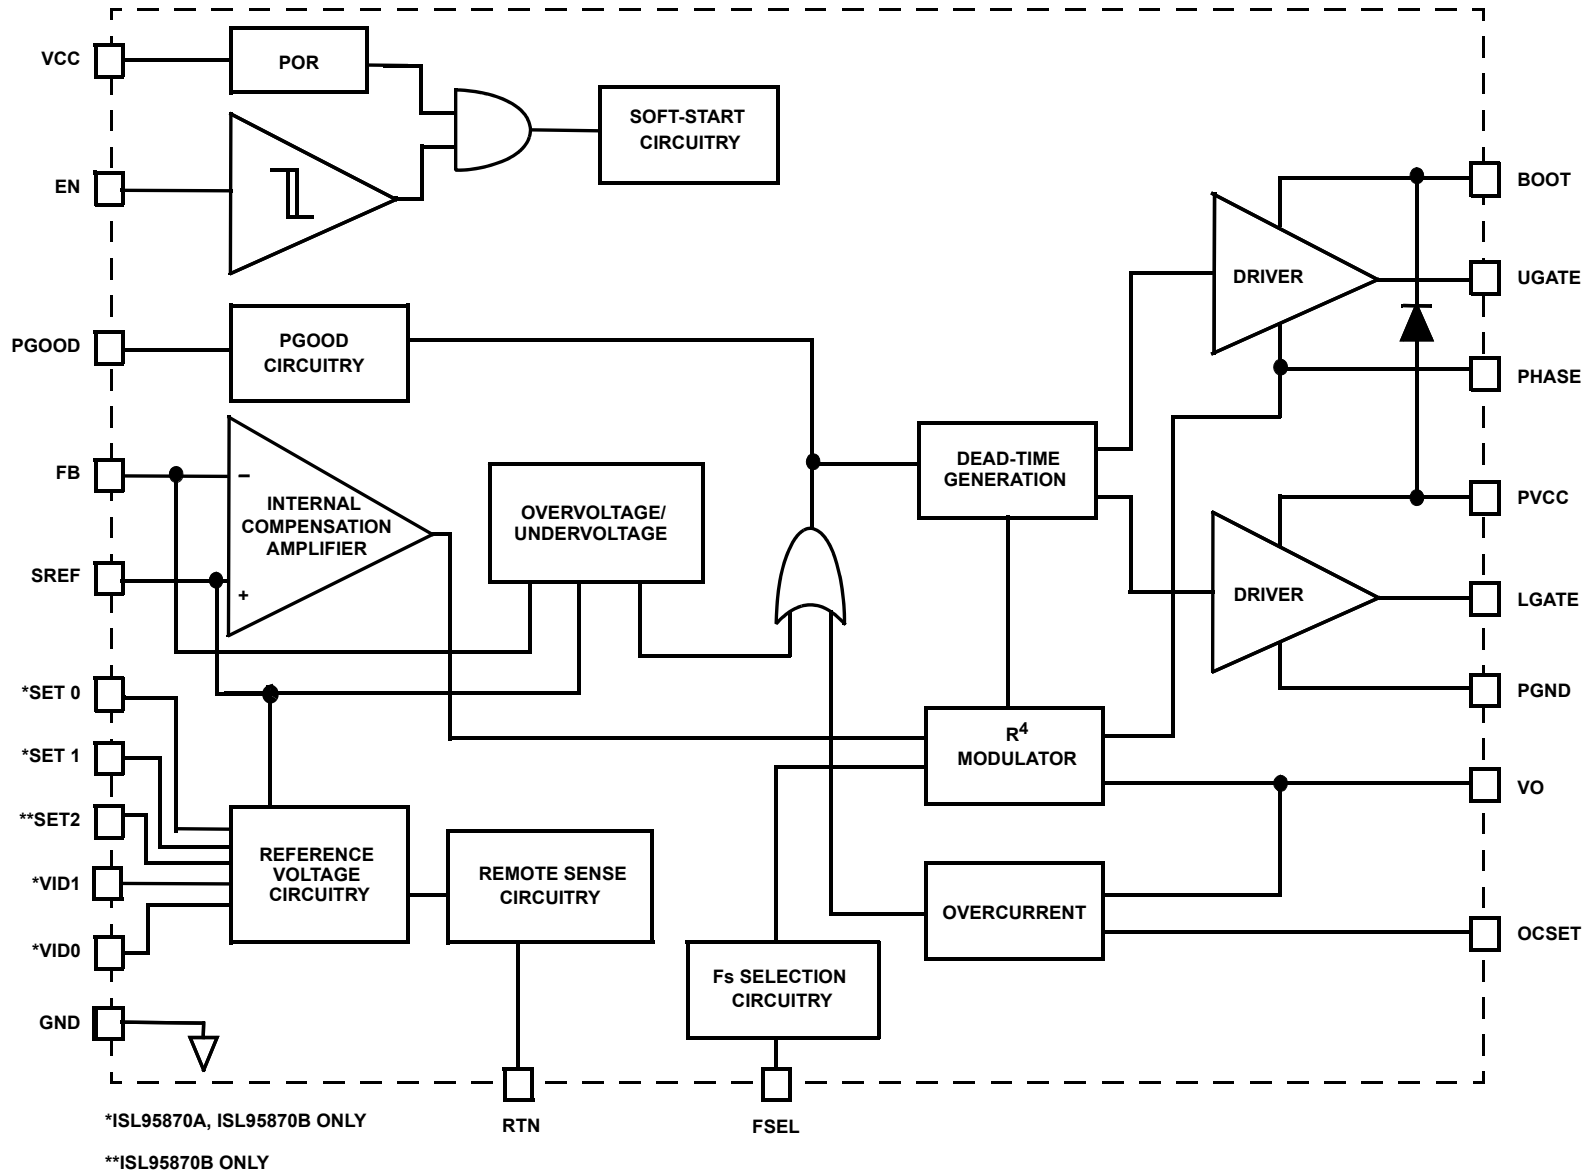 VCC
POR
SOFT-START
CIRCUITRY
EN
BOOT
DRIVER
UGATE
PGOOD
PGOOD
CIRCUITRY
PHASE
FB
−
INTERNAL
COMPENSATION
AMPLIFIER
+
OVERVOLTAGE/
UNDERVOLTAGE
DEAD-TIME
GENERATION
PVCC
SREF
DRIVER
LGATE
*SET 0
PGND
*SET 1
R4
MODULATOR
VO
**SET2
*VID1
REFERENCE
VOLTAGE
CIRCUITRY
REMOTE SENSE
CIRCUITRY
OVERCURRENT
OCSET
*VID0
Fs SELECTION
CIRCUITRY
GND
RTN
FSEL
*ISL95870A, ISL95870B ONLY
**ISL95870B ONLY